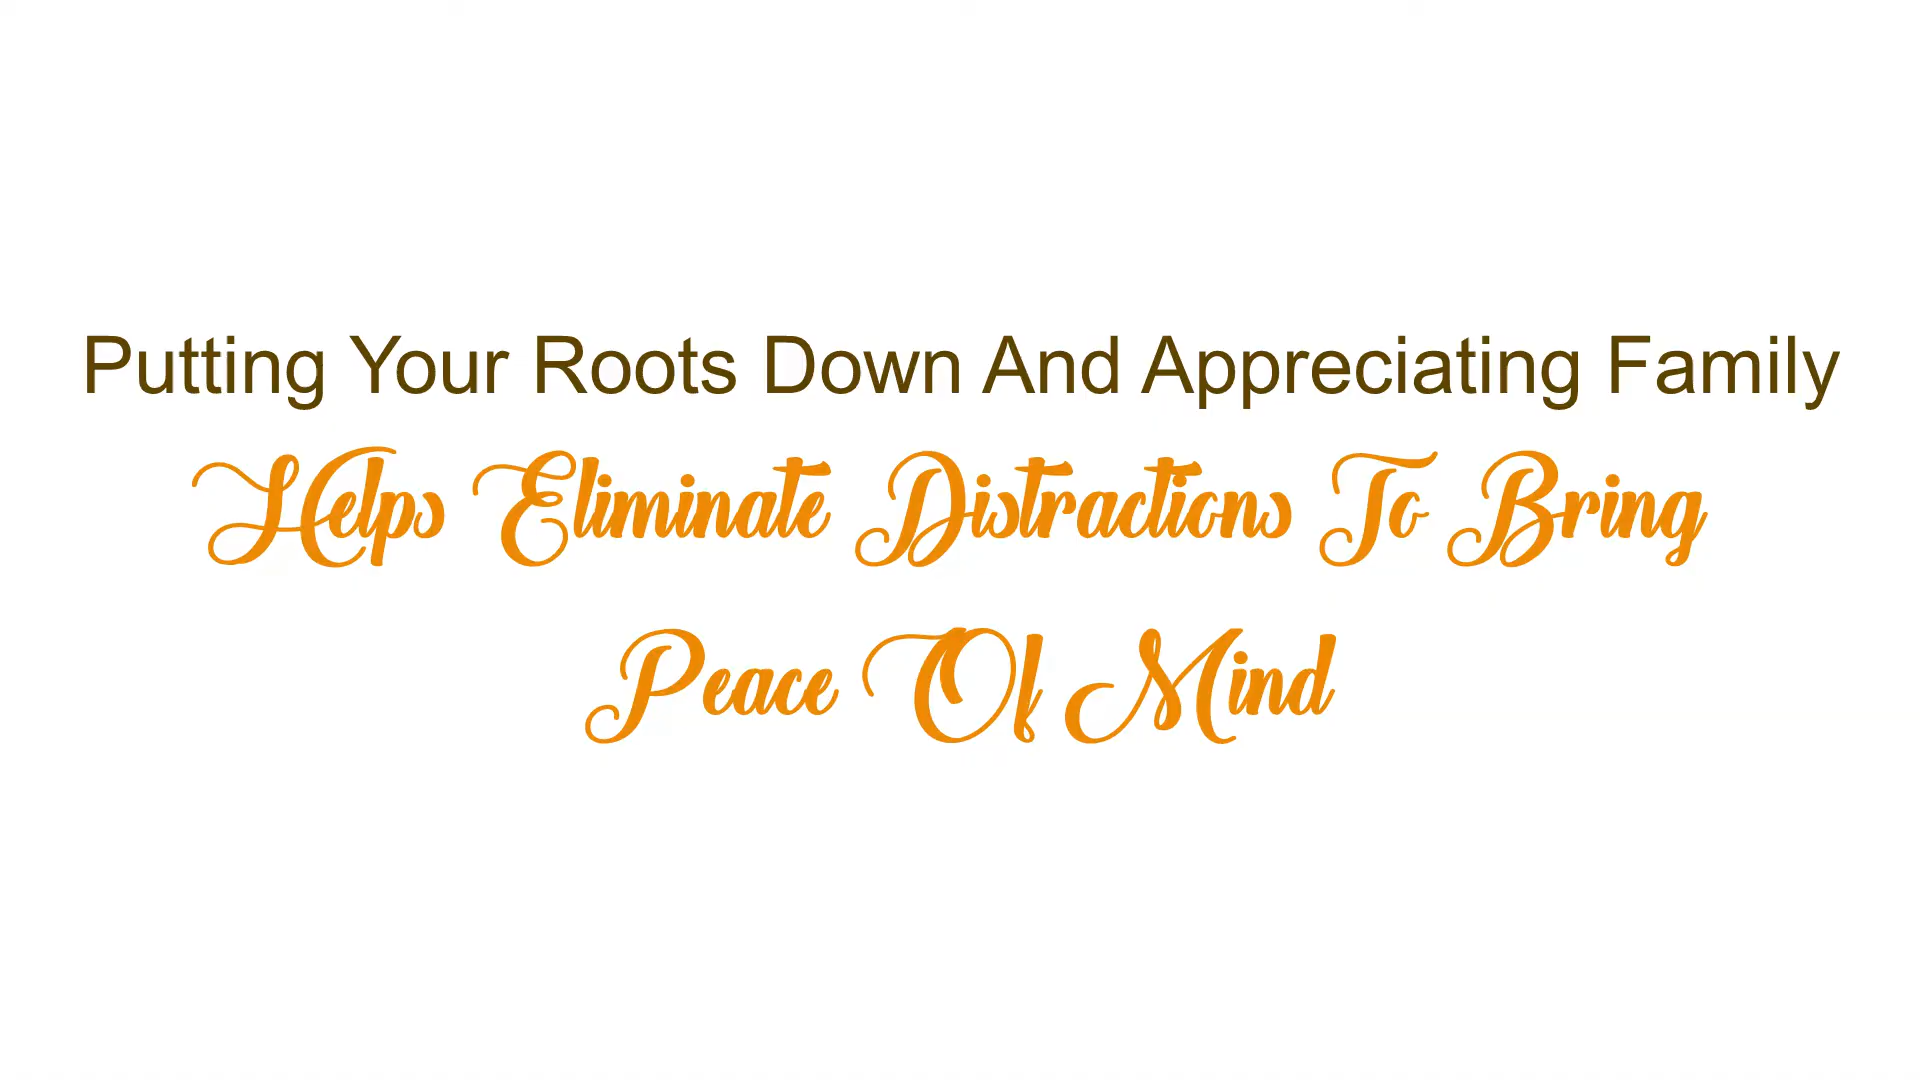 Putting Your Roots Down And Appreciating Family
Helps Eliminate Distractions To Bring
Peace Of Mind